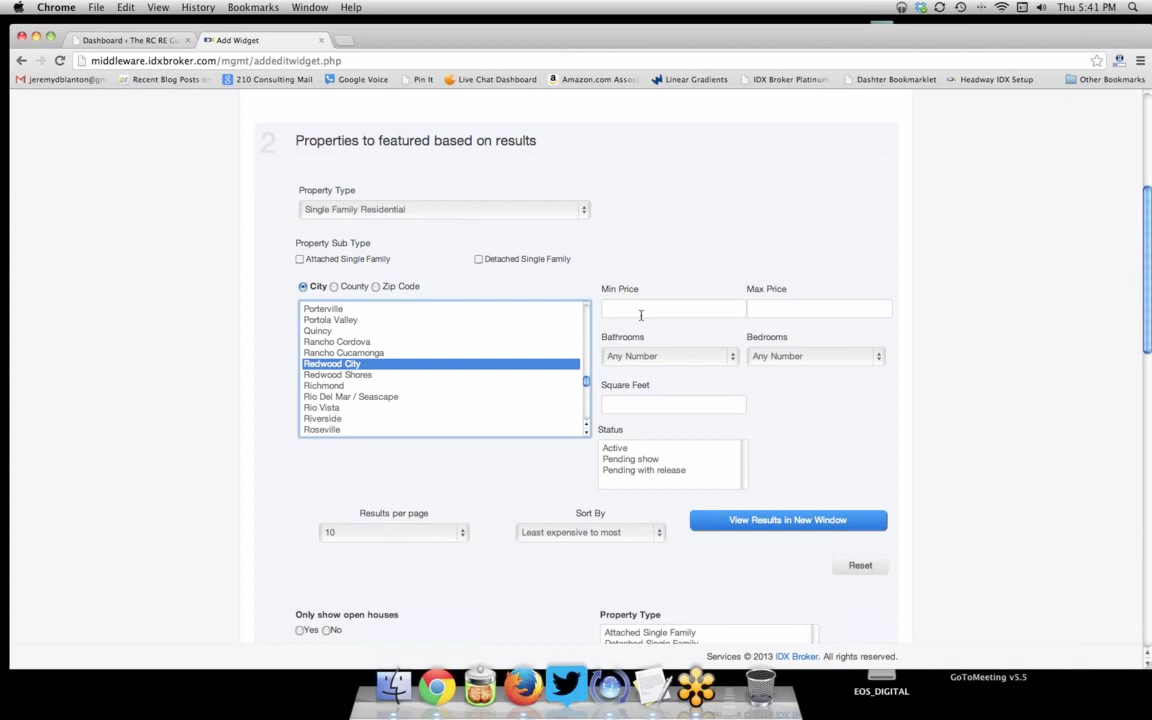 Chrome File Edit View History Bookmarks Window Help Thu 5:41 PM
Dashboard ‹ The RC RE Gu Add Widget
middleware.idxbroker.com/mgmt/addeditwidget.php
jeremydblanton@gm Recent Blog Posts on 210 Consulting Mail Google Voice Pin It Live Chat Dashboard Amazon.com Assoc Linear Gradients IDX Broker Platinum Dashter Bookmarklet Headway IDX Setup Other Bookmarks
2 Properties to featured based on results
Property Type
Single Family Residential
Property Sub Type
Attached Single Family Detached Single Family
City County Zip Code
Min Price Max Price
Porterville
Portola Valley
Quincy
Rancho Cordova
Rancho Cucamonga
Redwood City
Redwood Shores
Richmond
Rio Del Mar / Seascape
Rio Vista
Riverside
Roseville
Bathrooms Bedrooms
Any Number Any Number
Square Feet
Status
Active
Pending show
Pending with release
Results per page Sort By
10 Least expensive to most View Results in New Window
Reset
Only show open houses Property Type
Yes No Attached Single Family
Detached Single Family
Services © 2013 IDX Broker. All rights reserved.
EOS_DIGITAL GoToMeeting v5.5